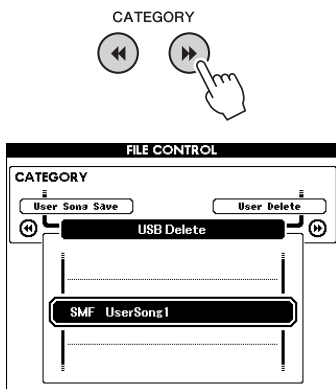 CATEGORY
FILE CONTROL
CATEGORY
User Song Save
User Delete
USB Delete
SMF UserSong1